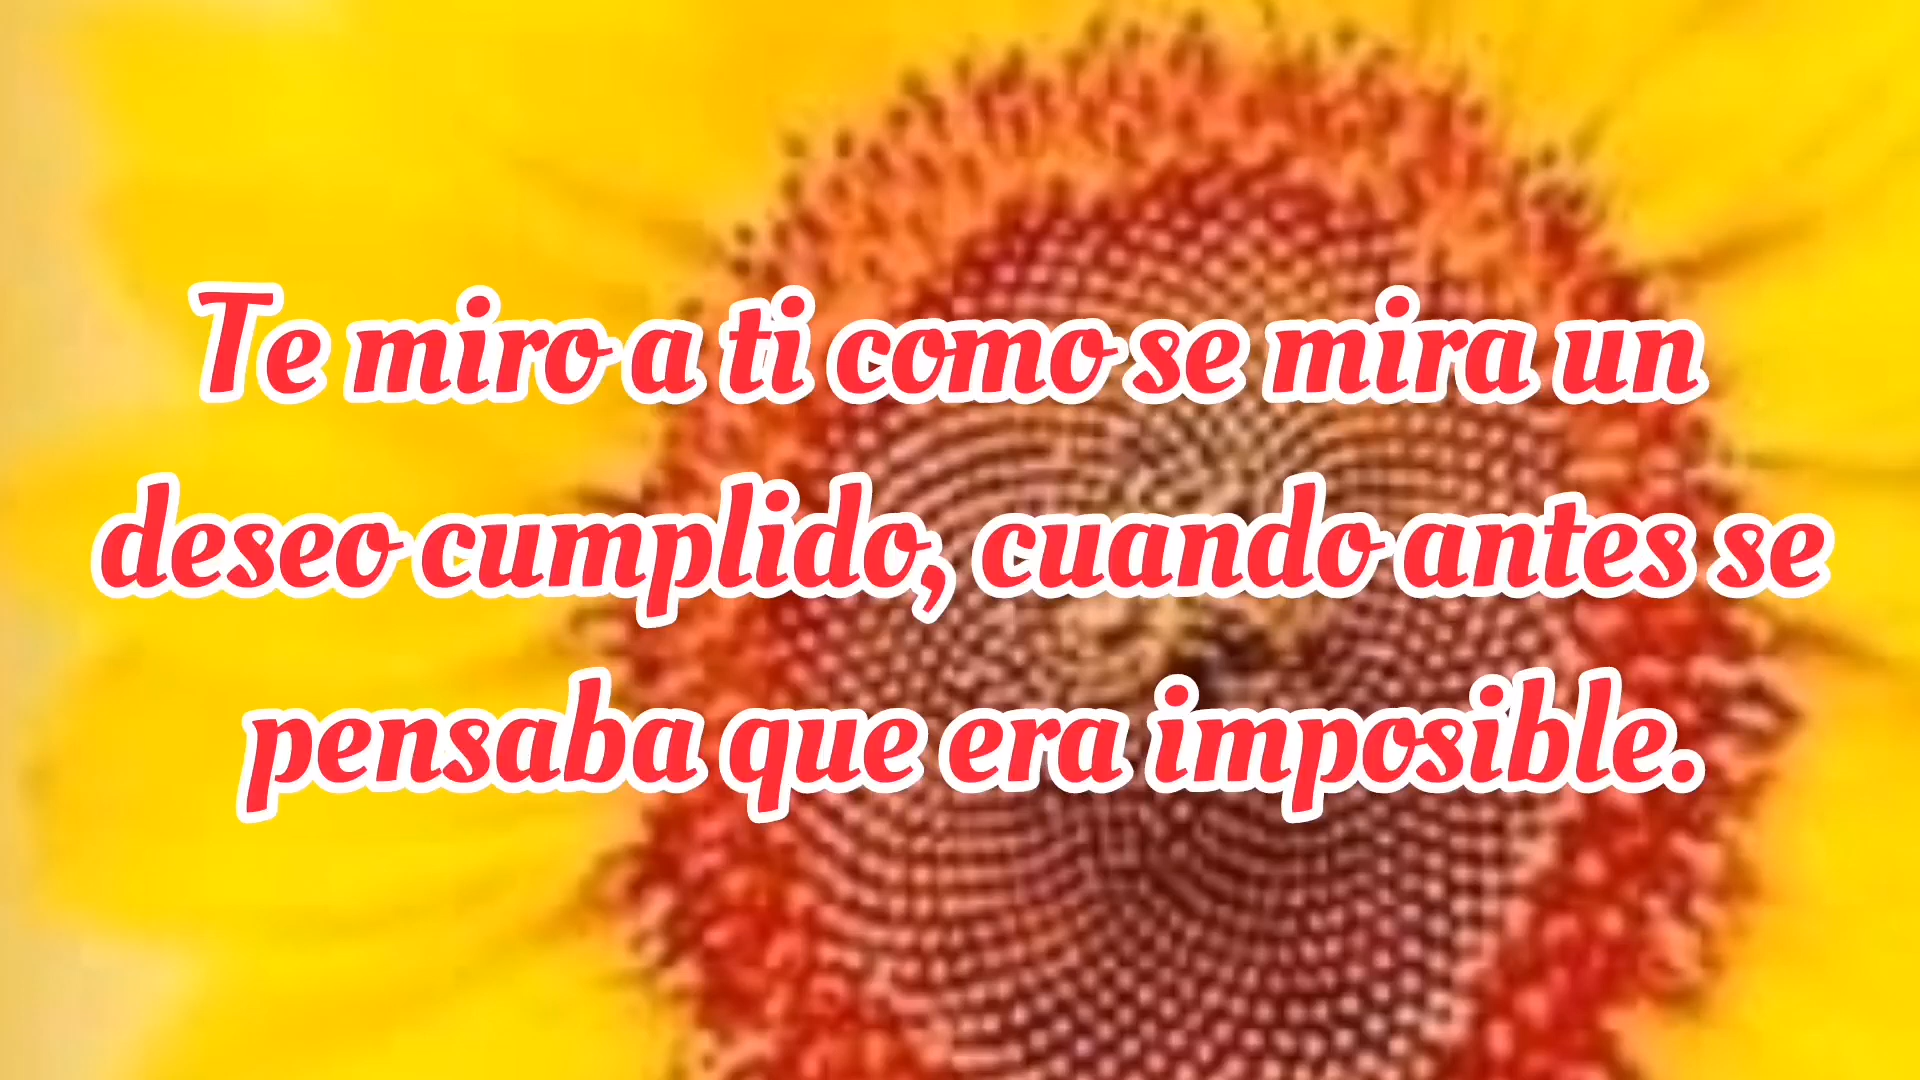 Te miro a ti como se mira un
deseo cumplido, cuando antes se
pensaba que era imposible.